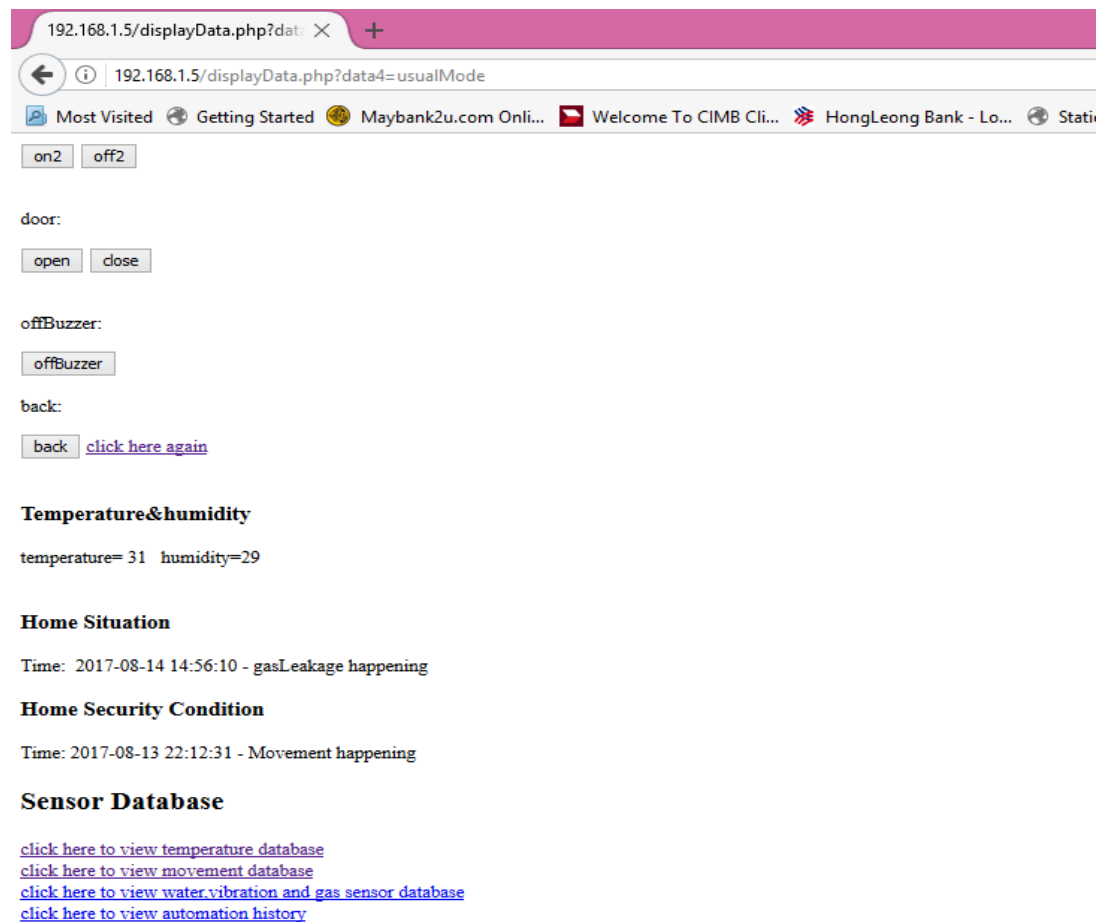 192.168.1.5/displayData.php?dat
192.168.1.5/displayData.php?data4=usualMode
Most Visited Getting Started Maybank2u.com Onli... Welcome To CIMB Cli... HongLeong Bank - Lo... Stati
on2 off2
door:
open close
offBuzzer:
offBuzzer
back:
back click here again
Temperature&humidity
temperature= 31 humidity=29
Home Situation
Time: 2017-08-14 14:56:10 - gasLeakage happening
Home Security Condition
Time: 2017-08-13 22:12:31 - Movement happening
Sensor Database
click here to view temperature database
click here to view movement database
click here to view water,vibration and gas sensor database
click here to view automation history